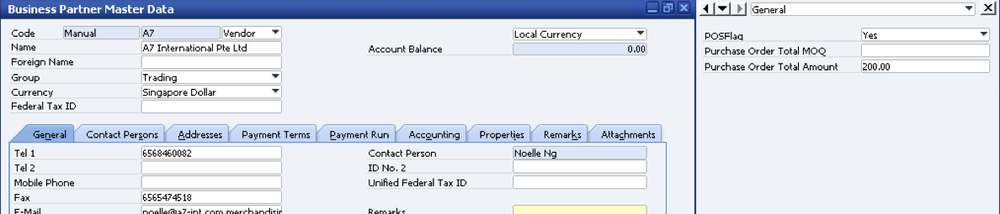 Business Partner Master Data
General
Code Manual A7 Vendor Local Currency
Name A7 International Pte Ltd Account Balance 0.00
Foreign Name
Group Trading
Currency Singapore Dollar
Federal Tax ID
POSFlag Yes
Purchase Order Total MOQ
Purchase Order Total Amount 200.00
General Contact Persons Addresses Payment Terms Payment Run Accounting Properties Remarks Attachments
Tel 1 6568460082 Contact Person Noelle Ng
Tel 2 ID No. 2
Mobile Phone Unified Federal Tax ID
Fax 6565474518
E-Mail noelle@a7-int.com,merchandisin Remarks